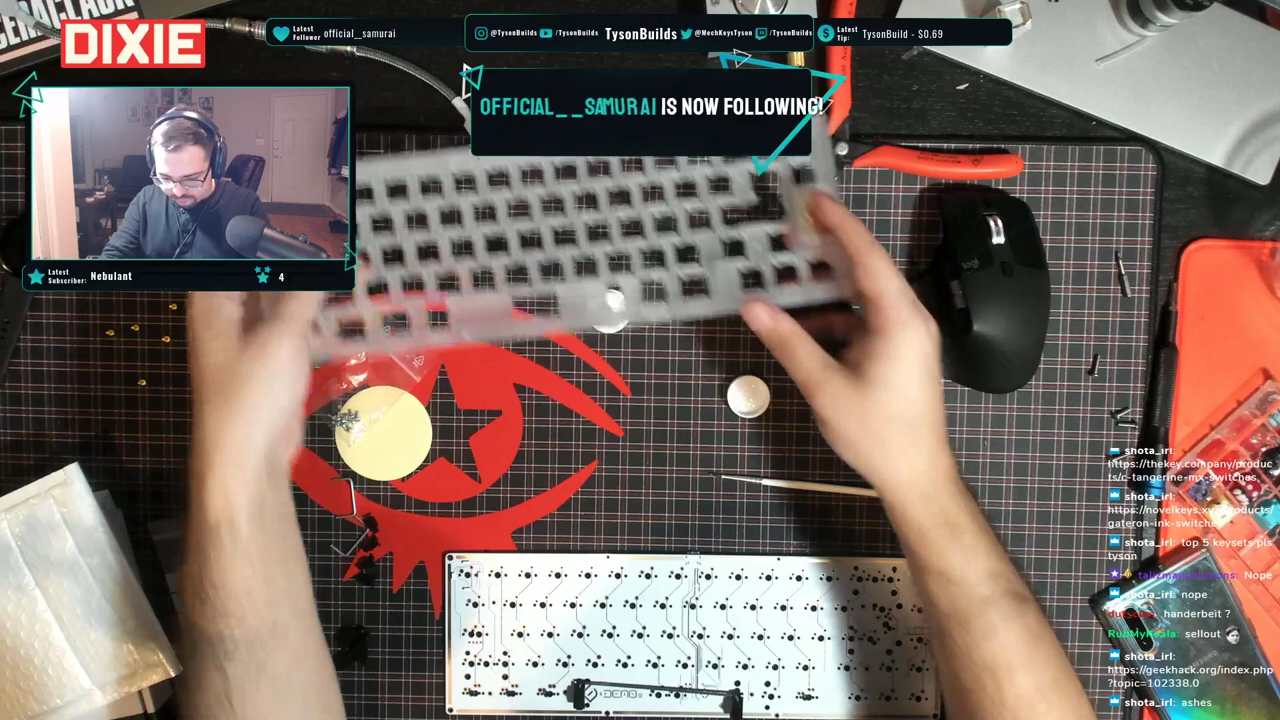 DIXIE
Latest
Follower
official__samurai
@TysonBuilds /TysonBuilds TysonBuilds @MechKeysTyson /TysonBuilds
Latest
Tip:
TysonBuild - $0.69
OFFICIAL__SAMURAI IS NOW FOLLOWING!
Latest
Subscriber:
Nebulant
4
shota_irl:
https://thekey.company/produc
ts/c-tangerine-mx-switches
shota_irl:
https://novelkeys.xyz/products/
gateron-ink-switches
shota_irl: top 5 keysets pls
tyson
Nope
shota_irl: nope
handerbeit ?
RubMyKoala: sellout
shota_irl:
https://geekhack.org/index.php
?topic=102338.0
shota_irl: ashes